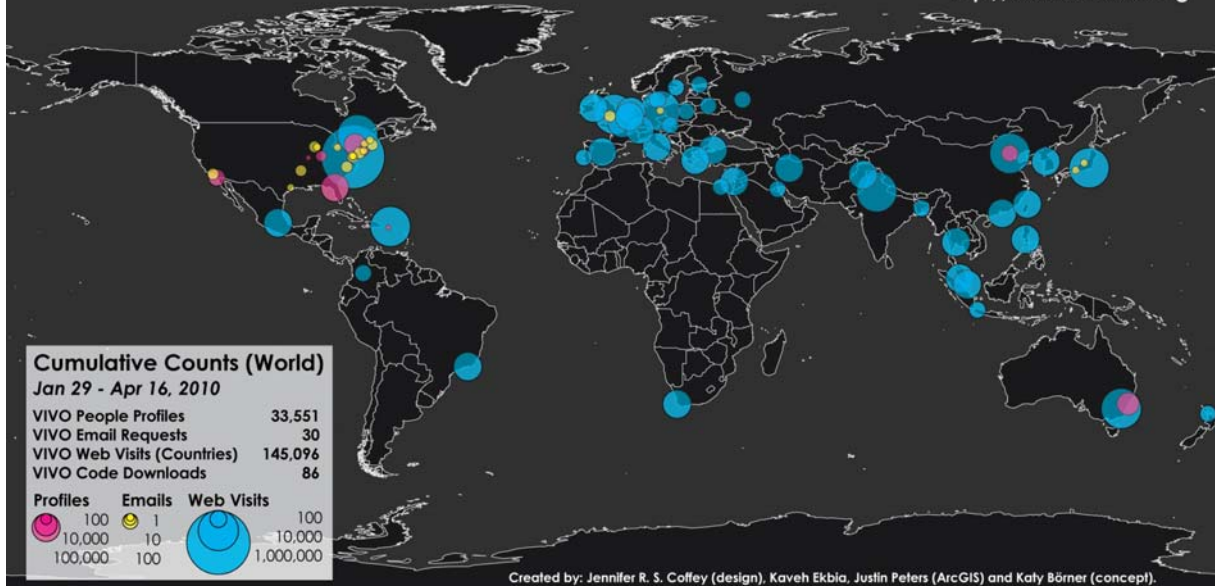 Cumulative Counts (World)
Jan 29 - Apr 16, 2010
VIVO People Profiles 33,551
VIVO Email Requests 30
VIVO Web Visits (Countries) 145,096
VIVO Code Downloads 86
Profiles Emails Web Visits
100 1 100
10,000 10 10,000
100,000 100 1,000,000
Created by: Jennifer R. S. Coffey (design), Kaveh Ekbia, Justin Peters (ArcGIS) and Katy Börner (concept)